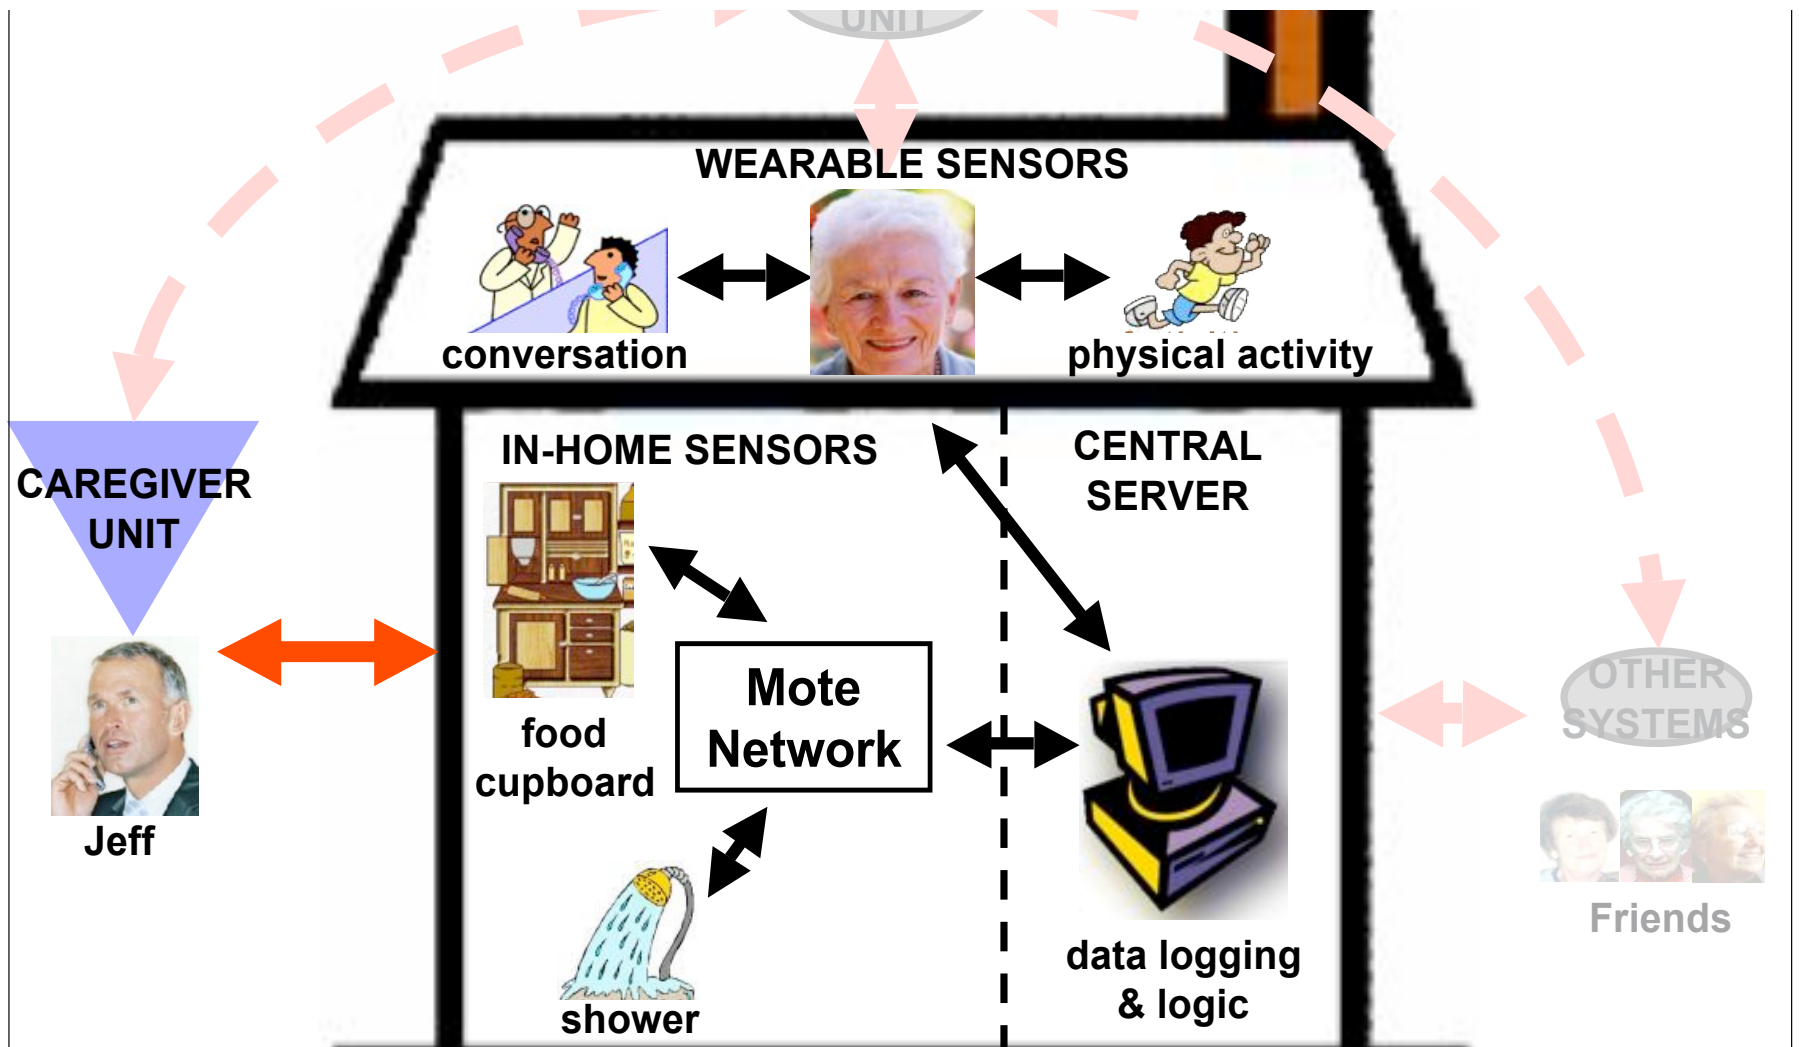 UNIT
WEARABLE SENSORS
conversation
physical activity
IN-HOME SENSORS
CENTRAL
SERVER
CAREGIVER
UNIT
Mote
Network
food
cupboard
OTHER
SYSTEMS
Jeff
Friends
data logging
& logic
shower